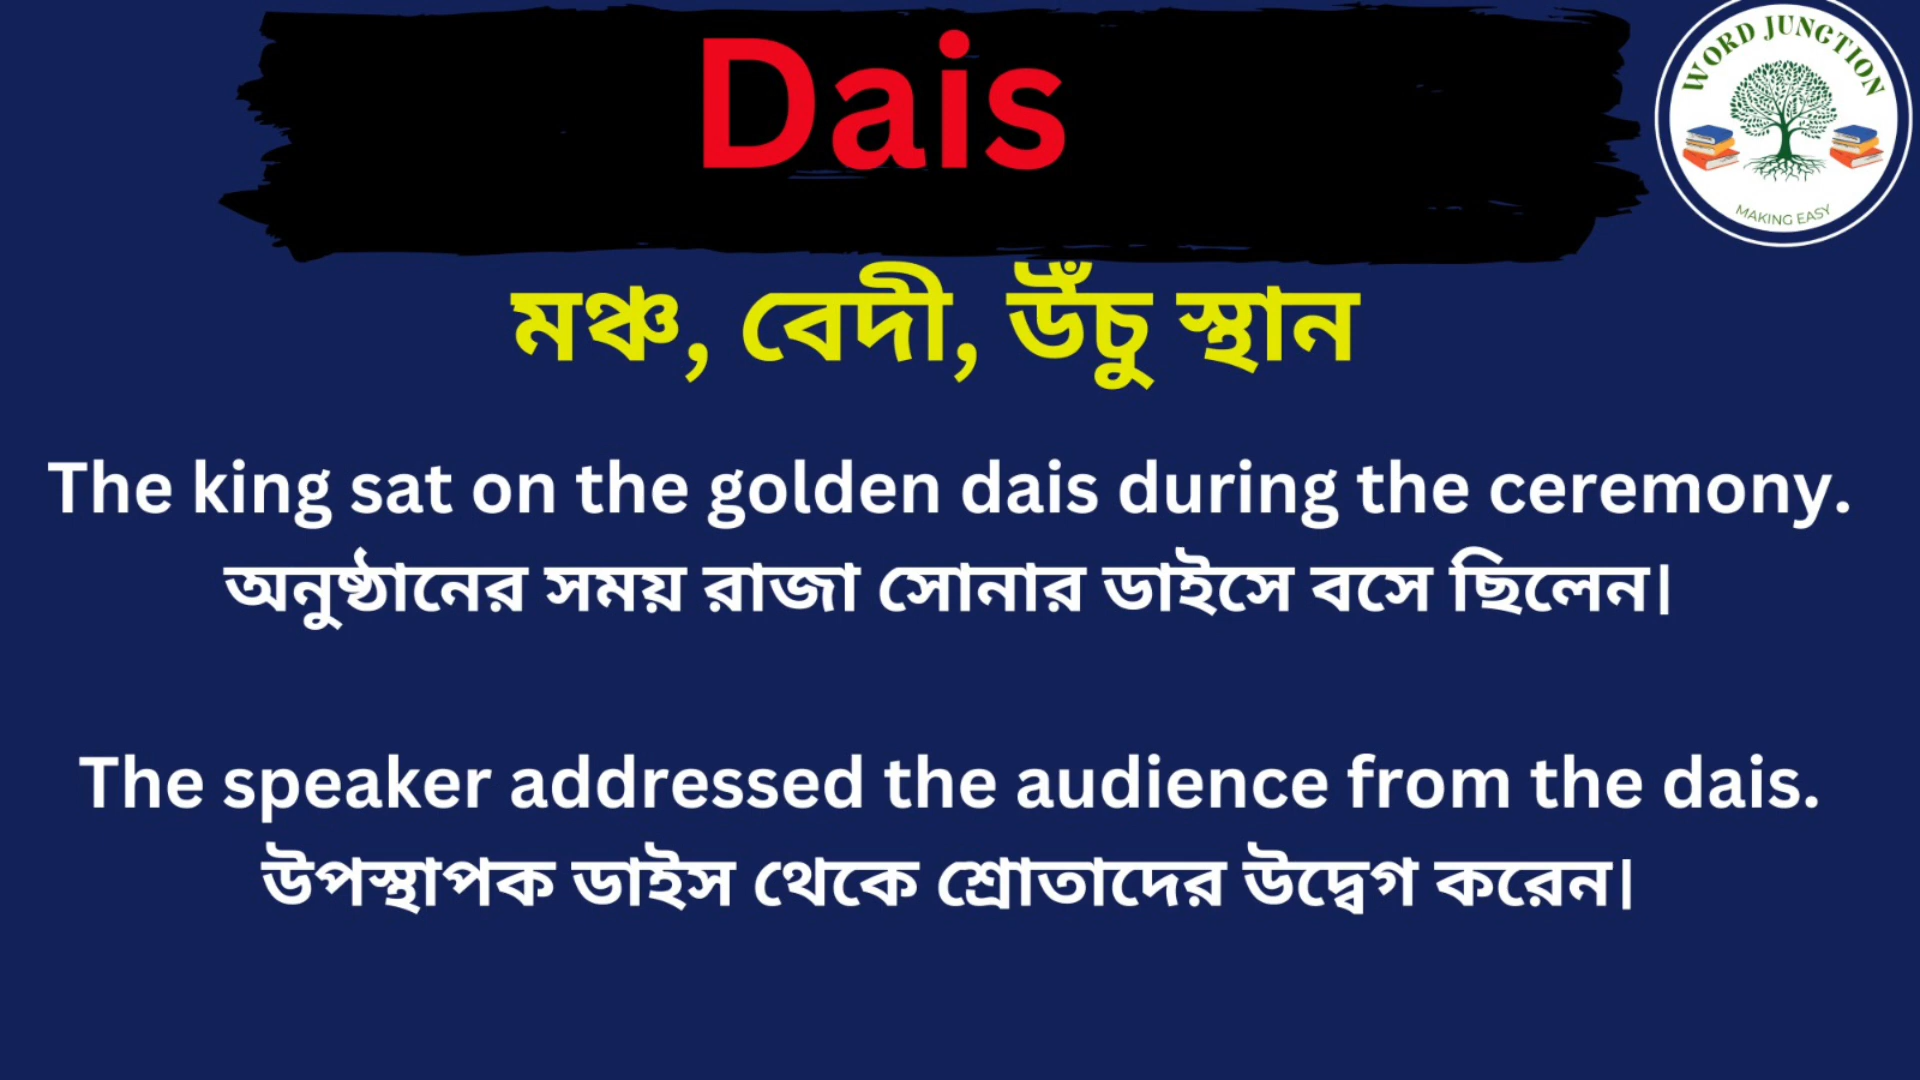 Dais
WORD JUNCTION
MAKING EASY
মঞ্চ, বেদী, উঁচু স্থান
The king sat on the golden dais during the ceremony.
অনুষ্ঠানের সময় রাজা সোনার ডাইসে বসে ছিলেন।
The speaker addressed the audience from the dais.
উপস্থাপক ডাইস থেকে শ্রোতাদের উদ্বেগ করেন।